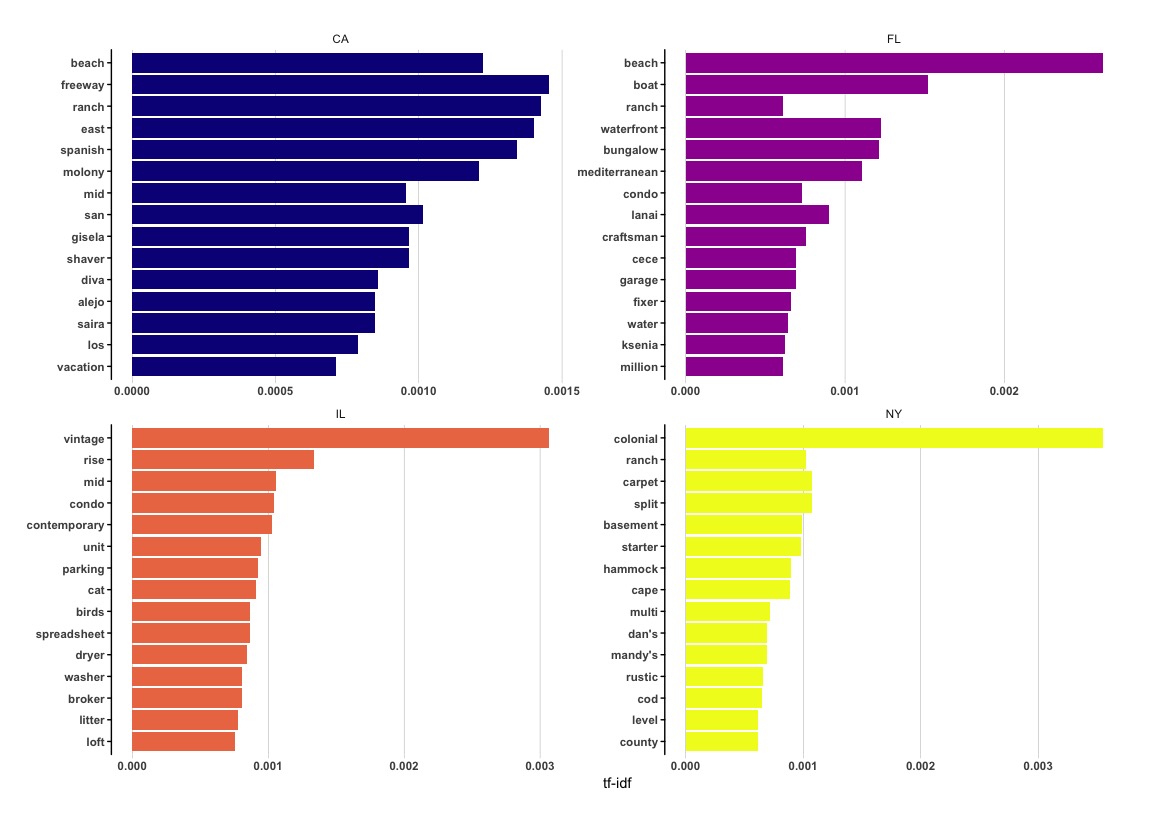 CA
beach
freeway
ranch
east
spanish
molony
mid
san
gisela
shaver
diva
alejo
saira
los
vacation
0.0000 0.0005 0.0010 0.0015
FL
beach
boat
ranch
waterfront
bungalow
mediterranean
condo
lanai
craftsman
cece
garage
fixer
water
ksenia
million
0.000 0.001 0.002
IL
vintage
rise
mid
condo
contemporary
unit
parking
cat
birds
spreadsheet
dryer
washer
broker
litter
loft
0.000 0.001 0.002 0.003
NY
colonial
ranch
carpet
split
basement
starter
hammock
cape
multi
dan's
mandy's
rustic
cod
level
county
0.000 0.001 0.002 0.003
tf-idf